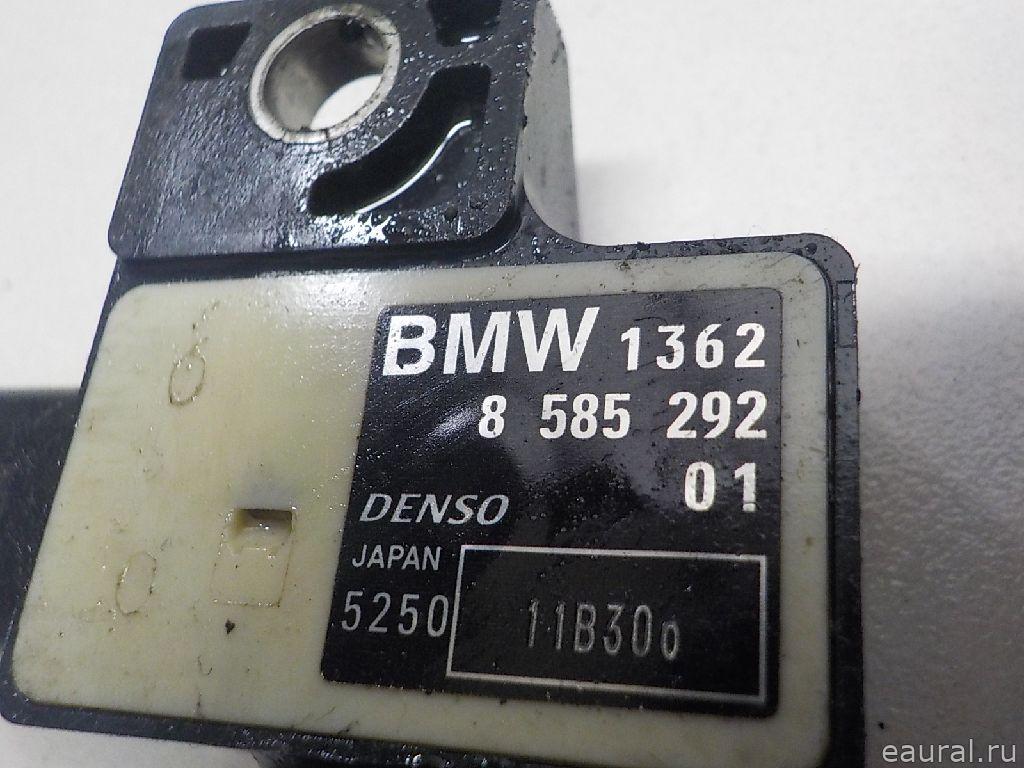 BMW 1362
8 585 292
01
DENSO
JAPAN
5250 11B30o
eaural.ru